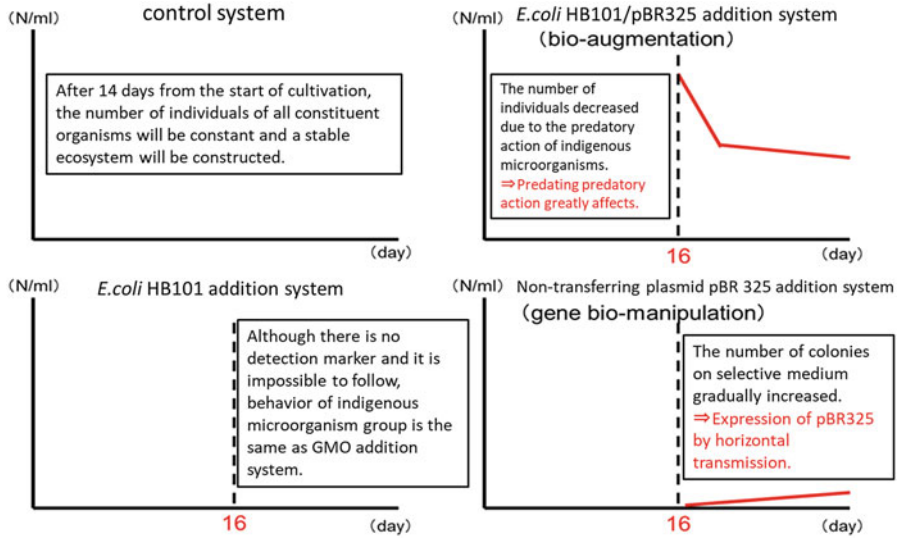 control system
(N/ml)
After 14 days from the start of cultivation,
the number of individuals of all constituent
organisms will be constant and a stable
ecosystem will be constructed.
(day)
E.coli HB101/pBR325 addition system
(bio-augmentation)
(N/ml)
The number of
individuals decreased
due to the predatory
action of indigenous
microorganisms.
⇒Predating predatory
action greatly affects.
16
(day)
E.coli HB101 addition system
(N/ml)
Although there is no
detection marker and it is
impossible to follow,
behavior of indigenous
microorganism group is the
same as GMO addition
system.
16
(day)
Non-transferring plasmid pBR 325 addition system
(gene bio-manipulation)
(N/ml)
The number of colonies
on selective medium
gradually increased.
⇒Expression of pBR325
by horizontal
transmission.
16
(day)